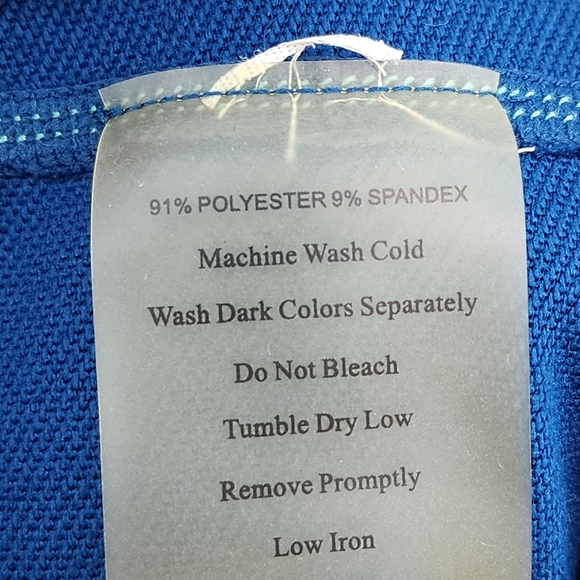 91% POLYESTER 9% SPANDEX
Machine Wash Cold
Wash Dark Colors Separately
Do Not Bleach
Tumble Dry Low
Remove Promptly
Low Iron